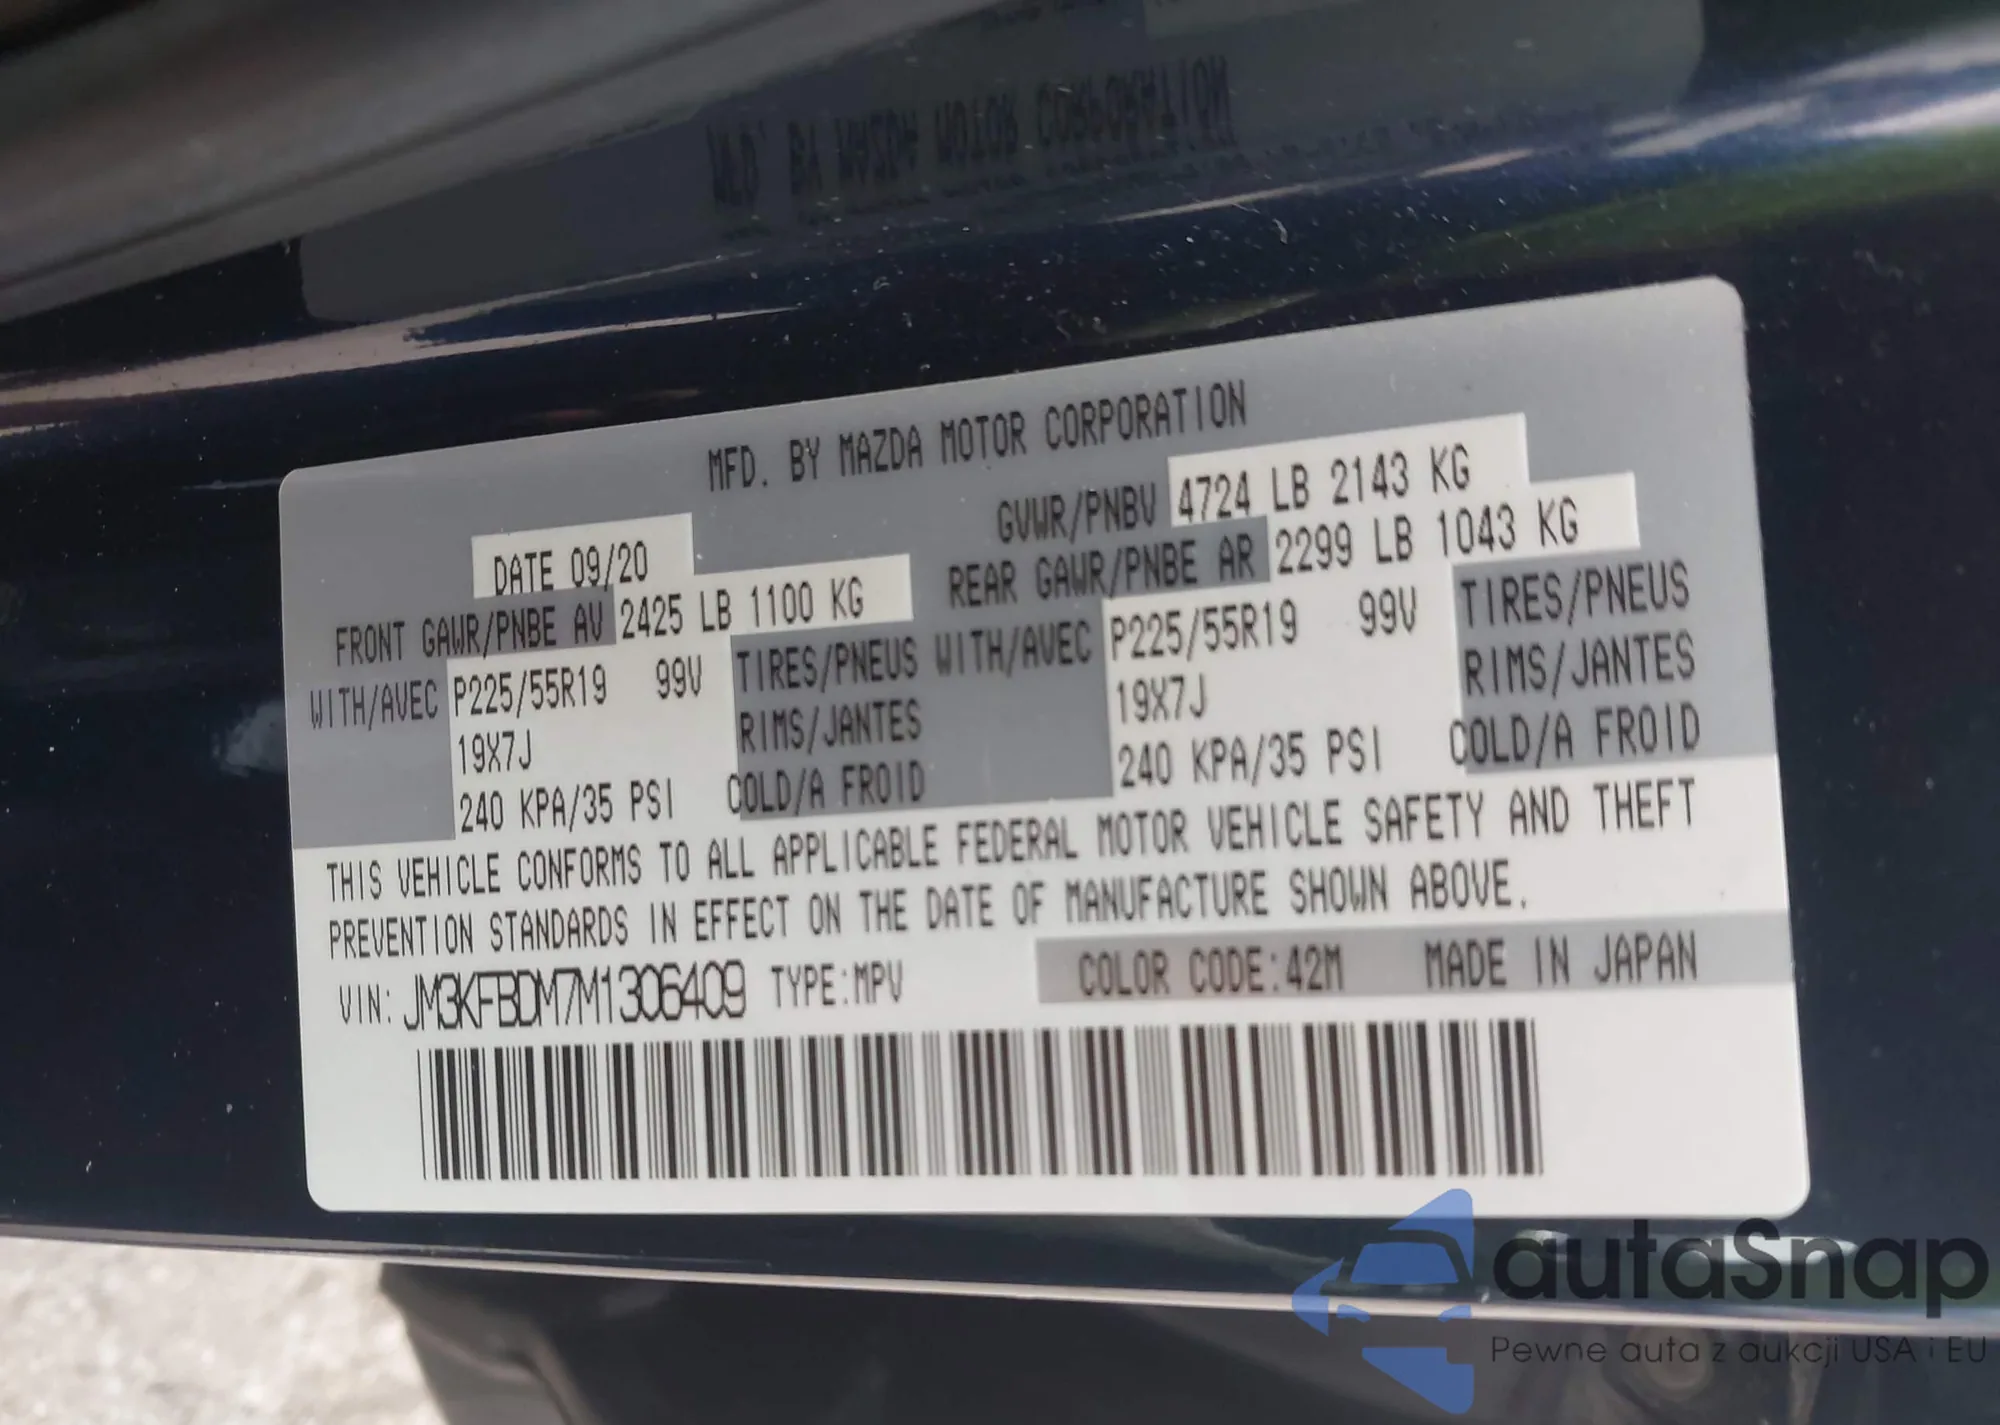 MFD. BY MAZDA MOTOR CORPORATION
DATE 09/20 GVWR/PNBV 4724 LB 2143 KG
FRONT GAWR/PNBE AV 2425 LB 1100 KG REAR GAWR/PNBE AR 2299 LB 1043 KG
WITH/AVEC P225/55R19 99V TIRES/PNEUS WITH/AVEC P225/55R19 99V TIRES/PNEUS
19X7J RIMS/JANTES 19X7J RIMS/JANTES
240 KPA/35 PSI COLD/A FROID 240 KPA/35 PSI COLD/A FROID
THIS VEHICLE CONFORMS TO ALL APPLICABLE FEDERAL MOTOR VEHICLE SAFETY AND THEFT
PREVENTION STANDARDS IN EFFECT ON THE DATE OF MANUFACTURE SHOWN ABOVE.
VIN: JM3KFBDM7M1306409 TYPE:MPV COLOR CODE:42M MADE IN JAPAN
autaSnap
Pewne auta z aukcji USA i EU